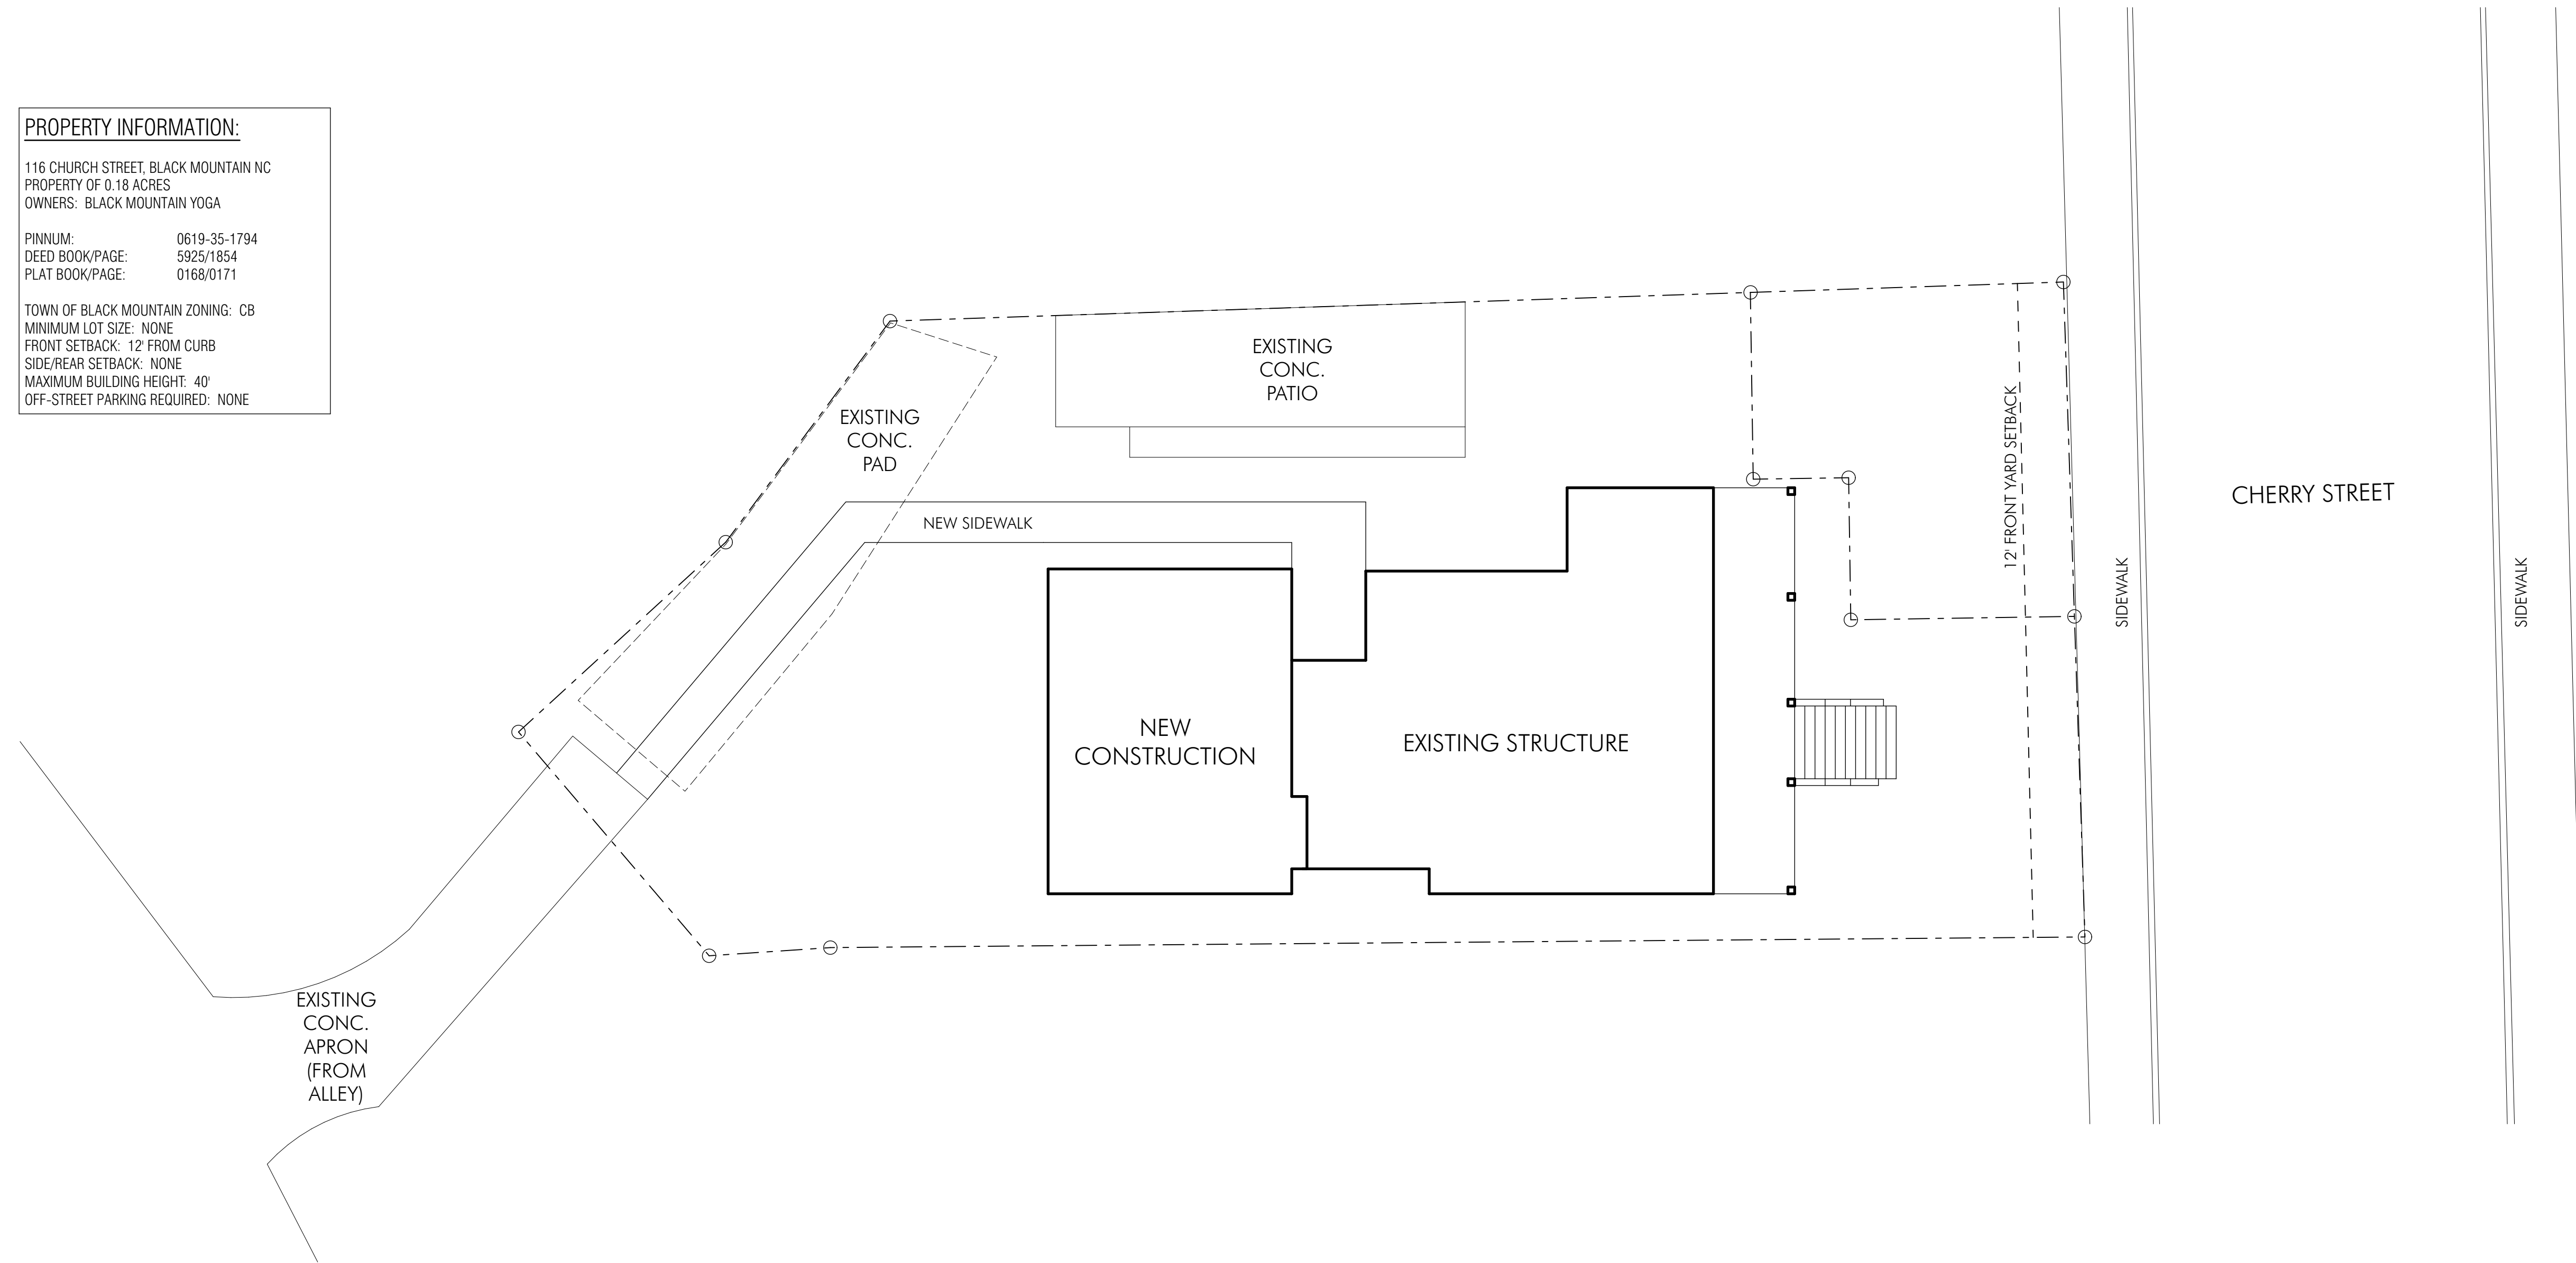 PROPERTY INFORMATION:
116 CHURCH STREET, BLACK MOUNTAIN NC
PROPERTY OF 0.18 ACRES
OWNERS: BLACK MOUNTAIN YOGA
PINNUM: 0619-35-1794
DEED BOOK/PAGE: 5925/1854
PLAT BOOK/PAGE: 0168/0171
TOWN OF BLACK MOUNTAIN ZONING: CB
MINIMUM LOT SIZE: NONE
FRONT SETBACK: 12' FROM CURB
SIDE/REAR SETBACK: NONE
MAXIMUM BUILDING HEIGHT: 40'
OFF-STREET PARKING REQUIRED: NONE
EXISTING
CONC.
PATIO
EXISTING
CONC.
PAD
NEW SIDEWALK
12' FRONT YARD SETBACK
CHERRY STREET
SIDEWALK
SIDEWALK
NEW
CONSTRUCTION
EXISTING STRUCTURE
EXISTING
CONC.
APRON
(FROM
ALLEY)